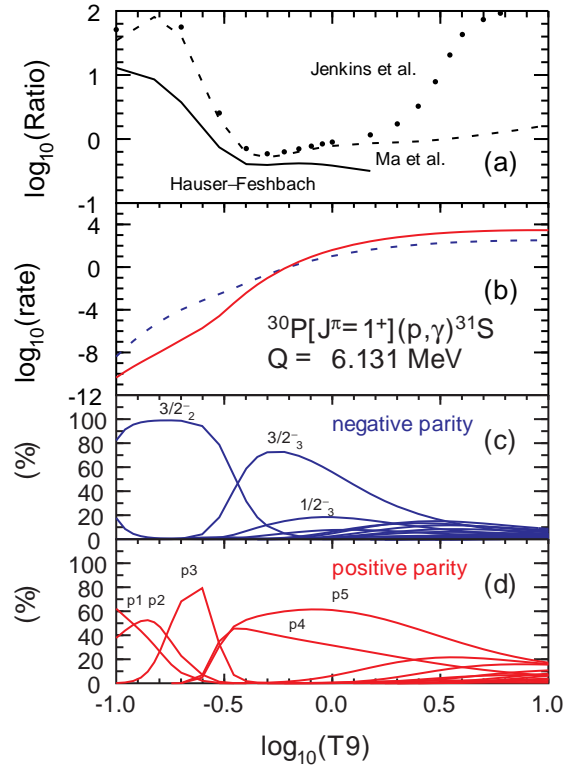 2
1
0
-1
log10(Ratio)
Jenkins et al.
Ma et al.
Hauser–Feshbach
(a)
4
0
-4
-8
-12
log10(rate)
(b)
30P[Jπ= 1+](p,γ)31S
Q = 6.131 MeV
100
80
60
40
20
0
(%)
3/2-2
3/2-3
1/2-3
negative parity
(c)
100
80
60
40
20
0
(%)
p1 p2
p3
p4
p5
positive parity
(d)
-1.0 -0.5 0.0 0.5 1.0
log10(T9)